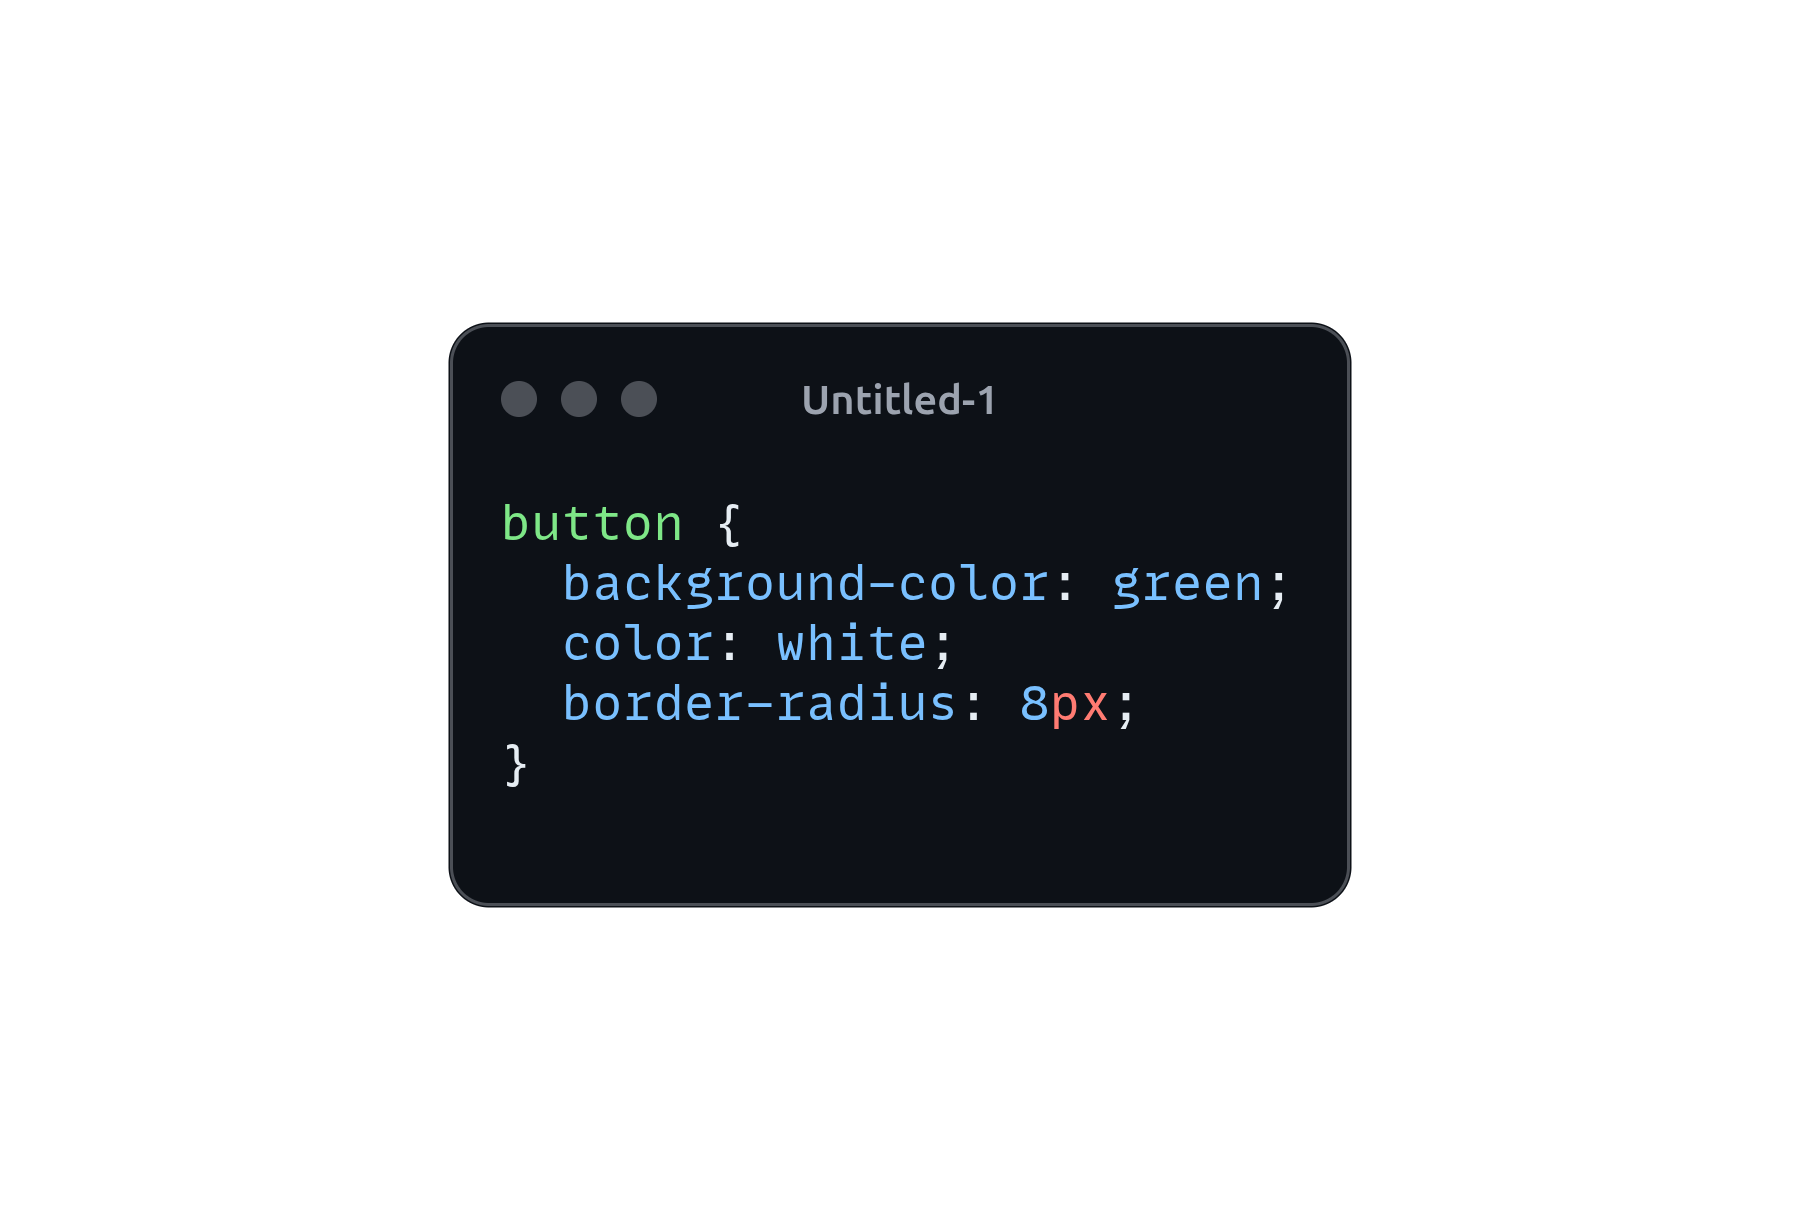 Untitled-1
button {
  background-color: green;
  color: white;
  border-radius: 8px;
}